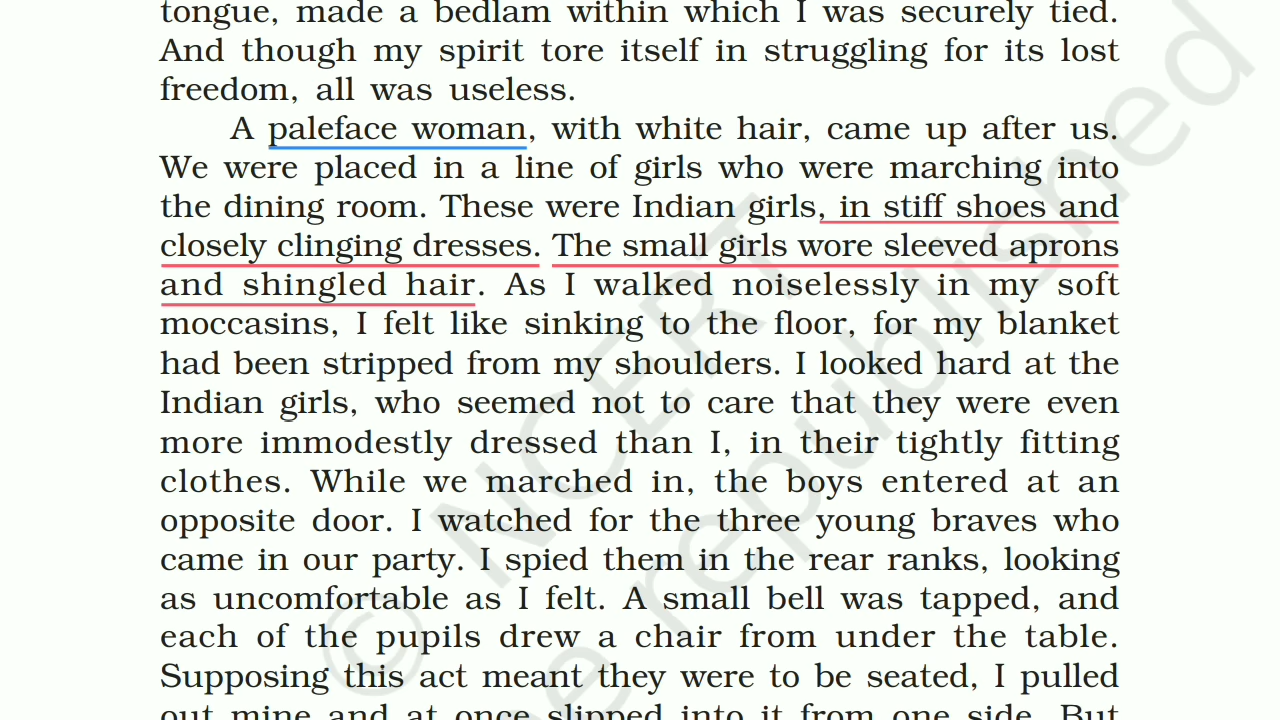 tongue, made a bedlam within which I was securely tied.
And though my spirit tore itself in struggling for its lost
freedom, all was useless.
A paleface woman, with white hair, came up after us.
We were placed in a line of girls who were marching into
the dining room. These were Indian girls, in stiff shoes and
closely clinging dresses. The small girls wore sleeved aprons
and shingled hair. As I walked noiselessly in my soft
moccasins, I felt like sinking to the floor, for my blanket
had been stripped from my shoulders. I looked hard at the
Indian girls, who seemed not to care that they were even
more immodestly dressed than I, in their tightly fitting
clothes. While we marched in, the boys entered at an
opposite door. I watched for the three young braves who
came in our party. I spied them in the rear ranks, looking
as uncomfortable as I felt. A small bell was tapped, and
each of the pupils drew a chair from under the table.
Supposing this act meant they were to be seated, I pulled
out mine and at once slipped into it from one side. But
© NCERT
be republished